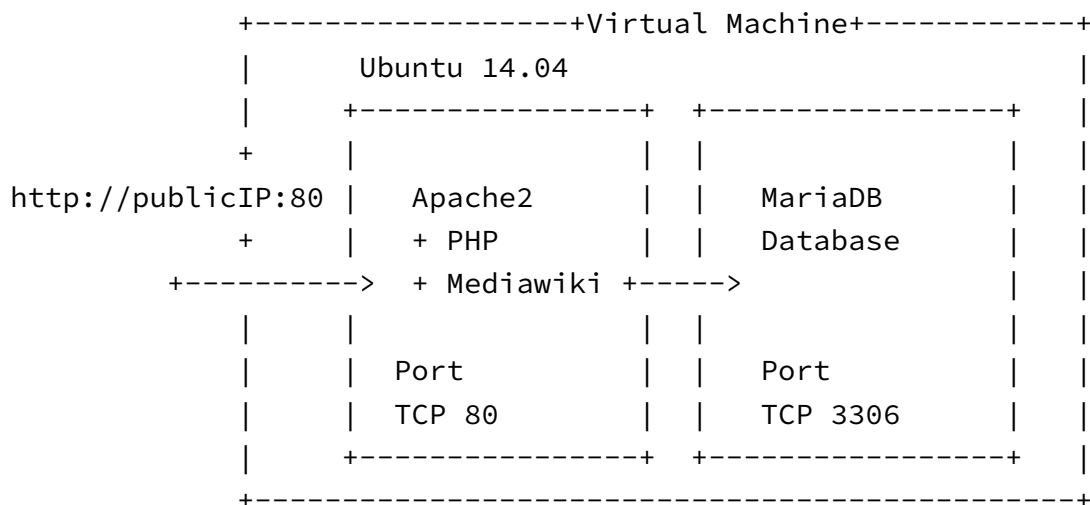 Virtual Machine
Ubuntu 14.04
http://publicIP:80 Apache2 MariaDB
+ PHP Database
+ Mediawiki
Port Port
TCP 80 TCP 3306